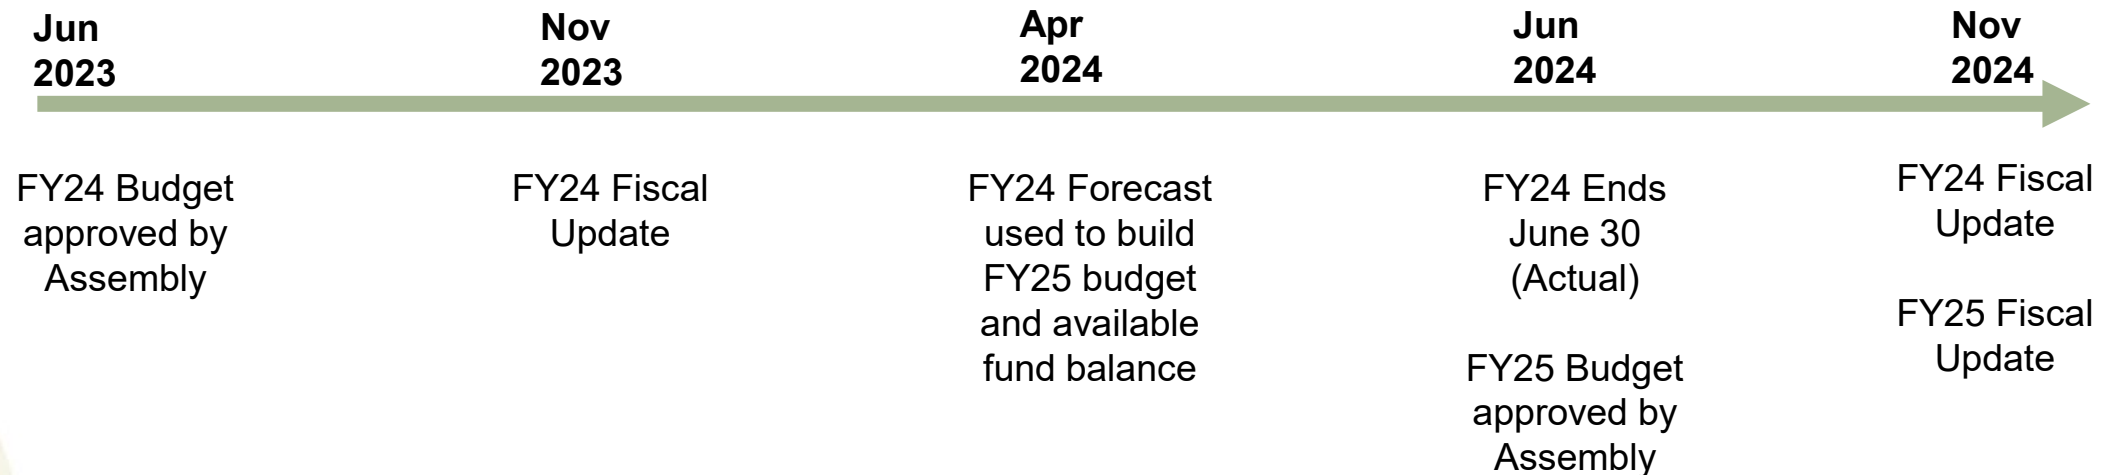 Jun
2023
Nov
2023
Apr
2024
Jun
2024
Nov
2024
FY24 Budget
approved by
Assembly
FY24 Fiscal
Update
FY24 Forecast
used to build
FY25 budget
and available
fund balance
FY24 Ends
June 30
(Actual)
FY25 Budget
approved by
Assembly
FY24 Fiscal
Update
FY25 Fiscal
Update